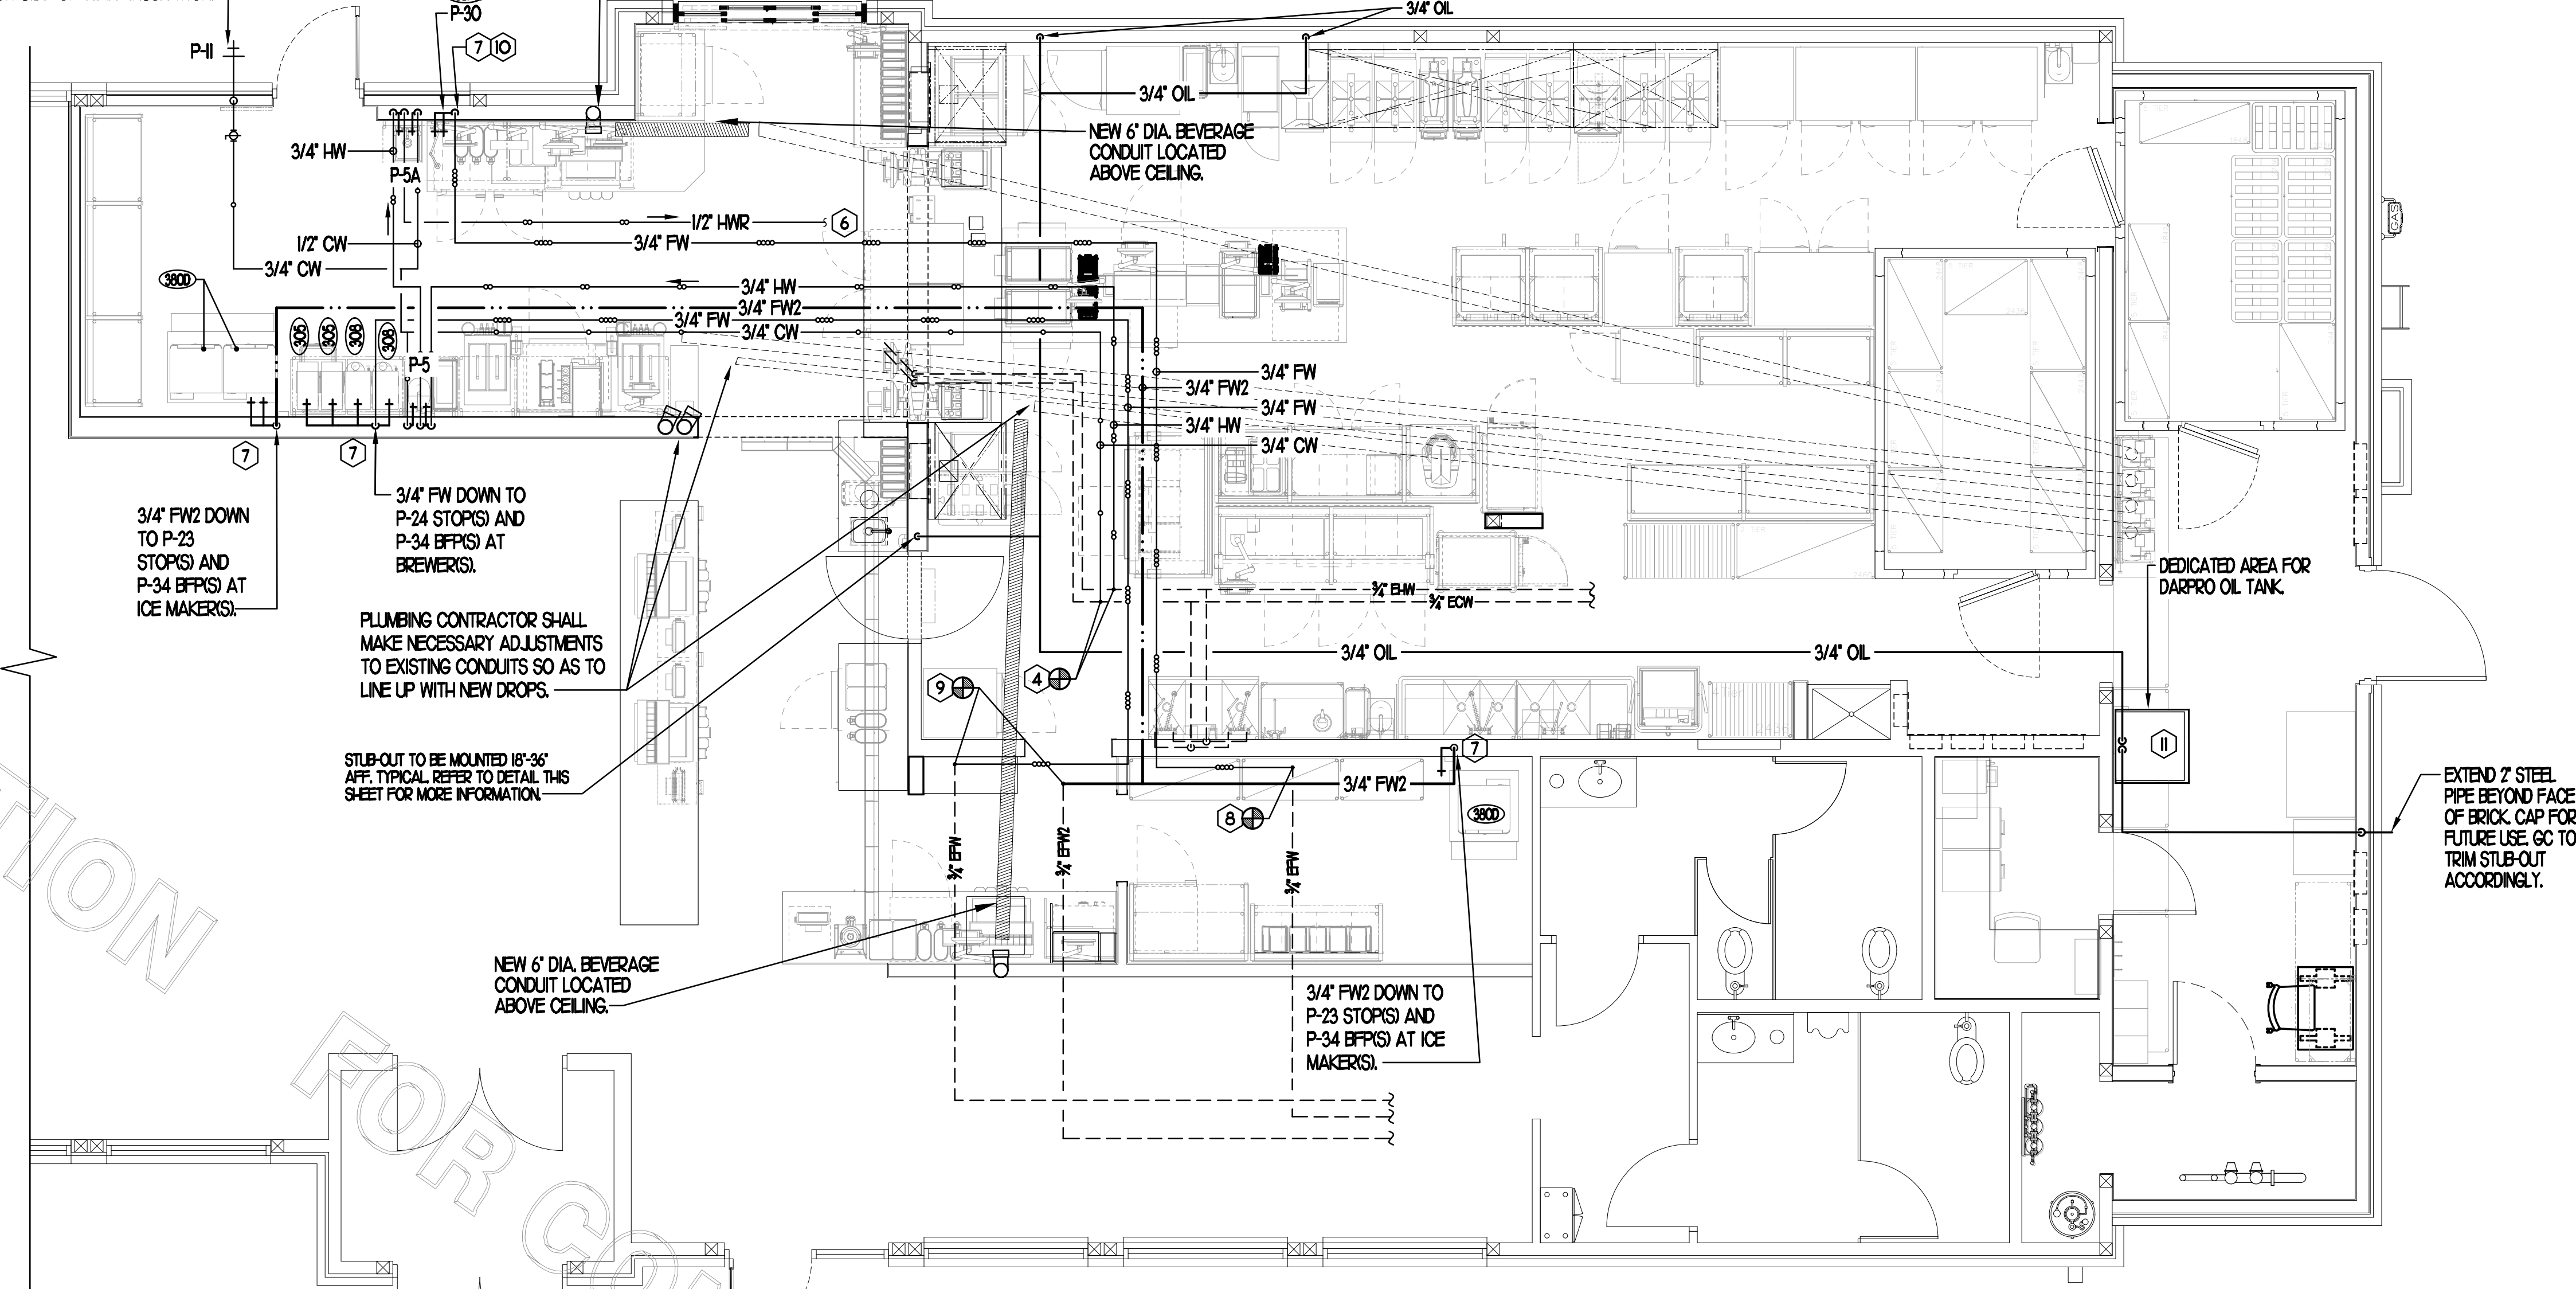 P-30
3/4" OIL
P-11
7
10
3/4" OIL
NEW 6" DIA. BEVERAGE
CONDUIT LOCATED
ABOVE CEILING.
3/4" HW
P-5A
1/2" HWR
6
1/2" CW
3/4" FW
3/4" CW
GAS
380D
3/4" HW
3/4" FW2
3/4" FW
3/4" CW
305
305
308
308
P-5
3/4" FW
3/4" FW2
3/4" FW
3/4" HW
3/4" CW
7
7
3/4" FW2 DOWN
TO P-23
STOP(S) AND
P-34 BFP(S) AT
ICE MAKER(S).
3/4" FW DOWN TO
P-24 STOP(S) AND
P-34 BFP(S) AT
BREWER(S).
PLUMBING CONTRACTOR SHALL
MAKE NECESSARY ADJUSTMENTS
TO EXISTING CONDUITS SO AS TO
LINE UP WITH NEW DROPS.
STUB-OUT TO BE MOUNTED 18"-36"
AFF. TYPICAL. REFER TO DETAIL THIS
SHEET FOR MORE INFORMATION.
3/4" EHW
3/4" ECW
DEDICATED AREA FOR
DARPRO OIL TANK.
3/4" OIL
3/4" OIL
9
4
7
11
3/4" FW2
380D
8
EXTEND 2" STEEL
PIPE BEYOND FACE
OF BRICK. CAP FOR
FUTURE USE. GC TO
TRIM STUB-OUT
ACCORDINGLY.
3/4" EFW
3/4" EFW2
3/4" EFW
NEW 6" DIA. BEVERAGE
CONDUIT LOCATED
ABOVE CEILING.
3/4" FW2 DOWN TO
P-23 STOP(S) AND
P-34 BFP(S) AT ICE
MAKER(S).
TION
FOR CO